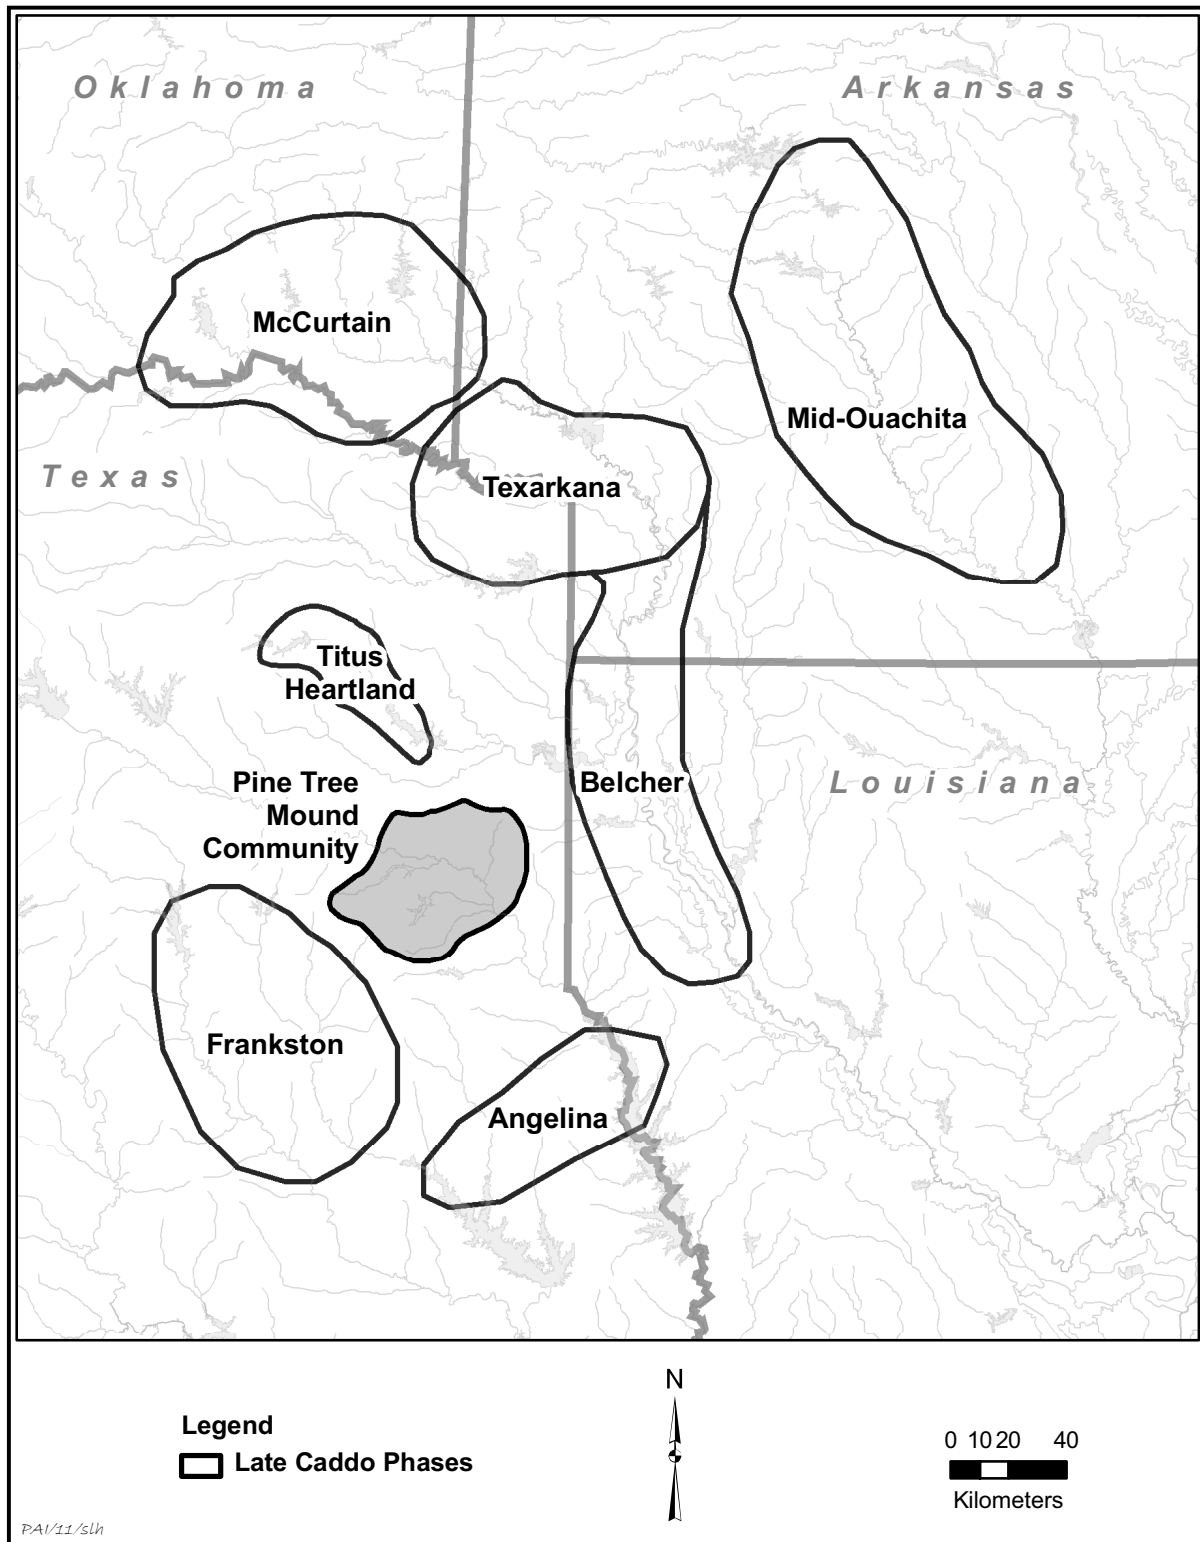 Oklahoma
Arkansas
McCurtain
Mid-Ouachita
Texas
Texarkana
Titus
Heartland
Pine Tree
Mound
Community
Belcher
Louisiana
Frankston
Angelina
N
Legend
Late Caddo Phases
0 10 20 40
Kilometers
PAI/11/slh